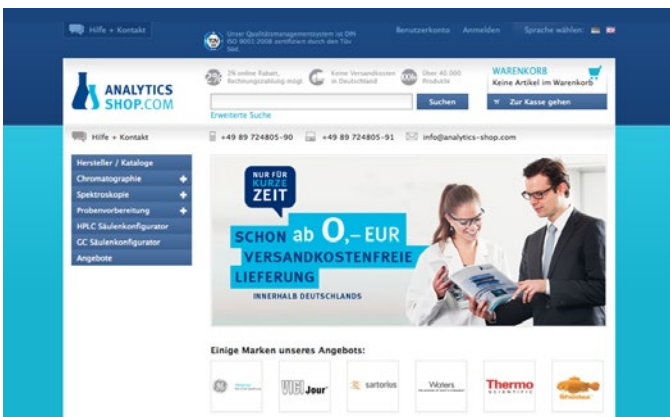 Hilfe + Kontakt
Unser Qualitätsmanagementsystem ist DIN
ISO 9001:2008 zertifiziert durch den Tüv
Süd.
Benutzerkonto Anmelden Sprache wählen:
ANALYTICS
SHOP.COM
2% online Rabatt,
Rechnungszahlung mögl.
Keine Versandkosten
in Deutschland
Über 40.000
Produkte
WARENKORB
Keine Artikel im Warenkorb
Suchen
Zur Kasse gehen
Erweiterte Suche
Hilfe + Kontakt
+49 89 724805-90 +49 89 724805-91 info@analytics-shop.com
Hersteller / Kataloge
Chromatographie
Spektroskopie
Probenvorbereitung
HPLC Säulenkonfigurator
GC Säulenkonfigurator
Angebote
NUR FÜR
KURZE
ZEIT
SCHON ab 0,– EUR
VERSANDKOSTENFREIE
LIEFERUNG
INNERHALB DEUTSCHLANDS
Einige Marken unseres Angebots:
VICI Jour
sartorius
Waters
Thermo
SCIENTIFIC
Shodex